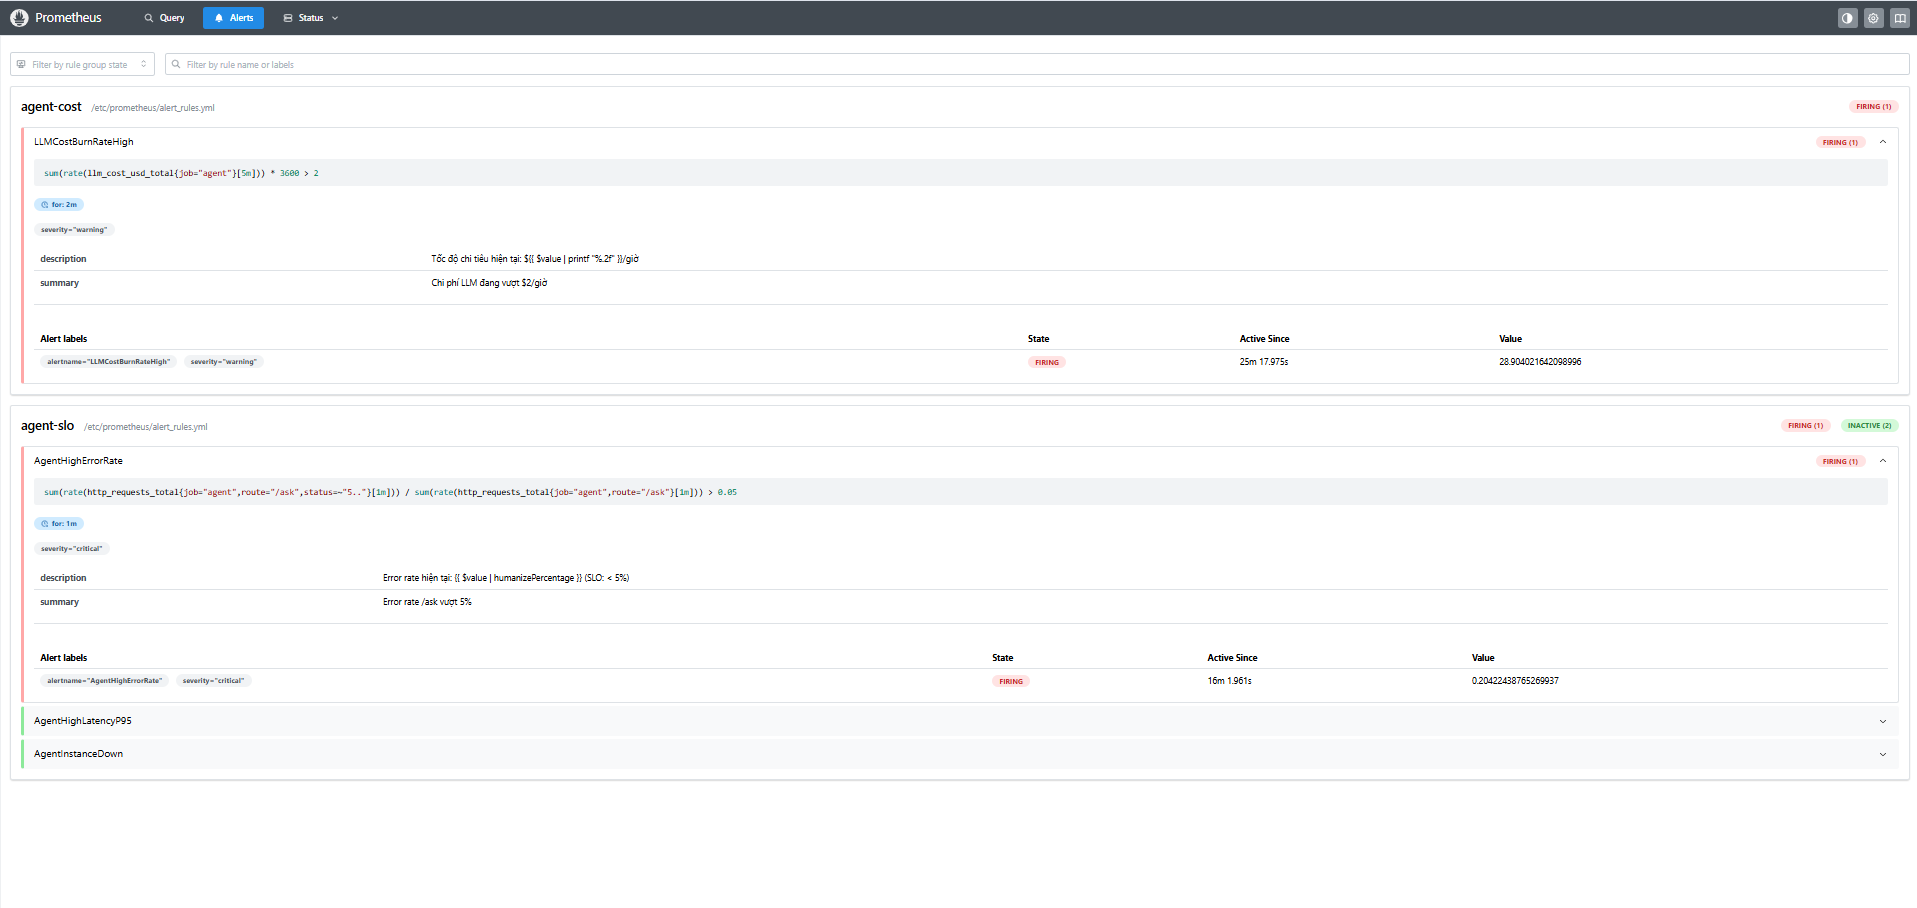 Prometheus Query Alerts Status
Filter by rule group state Filter by rule name or labels
agent-cost /etc/prometheus/alert_rules.yml FIRING (1)
LLMCostBurnRateHigh FIRING (1)
sum(rate(llm_cost_usd_total{job="agent"}[5m])) * 3600 > 2
for: 2m
severity="warning"
description Tốc độ chi tiêu hiện tại: ${{ $value | printf "%.2f" }}/giờ
summary Chi phí LLM đang vượt $2/giờ
Alert labels State Active Since Value
alertname="LLMCostBurnRateHigh" severity="warning" FIRING 25m 17.975s 28.904021642098996
agent-slo /etc/prometheus/alert_rules.yml FIRING (1) INACTIVE (2)
AgentHighErrorRate FIRING (1)
sum(rate(http_requests_total{job="agent",route="/ask",status=~"5.."}[1m])) / sum(rate(http_requests_total{job="agent",route="/ask"}[1m])) > 0.05
for: 1m
severity="critical"
description Error rate hiện tại: {{ $value | humanizePercentage }} (SLO: < 5%)
summary Error rate /ask vượt 5%
Alert labels State Active Since Value
alertname="AgentHighErrorRate" severity="critical" FIRING 16m 1.961s 0.20422438765269937
AgentHighLatencyP95
AgentInstanceDown